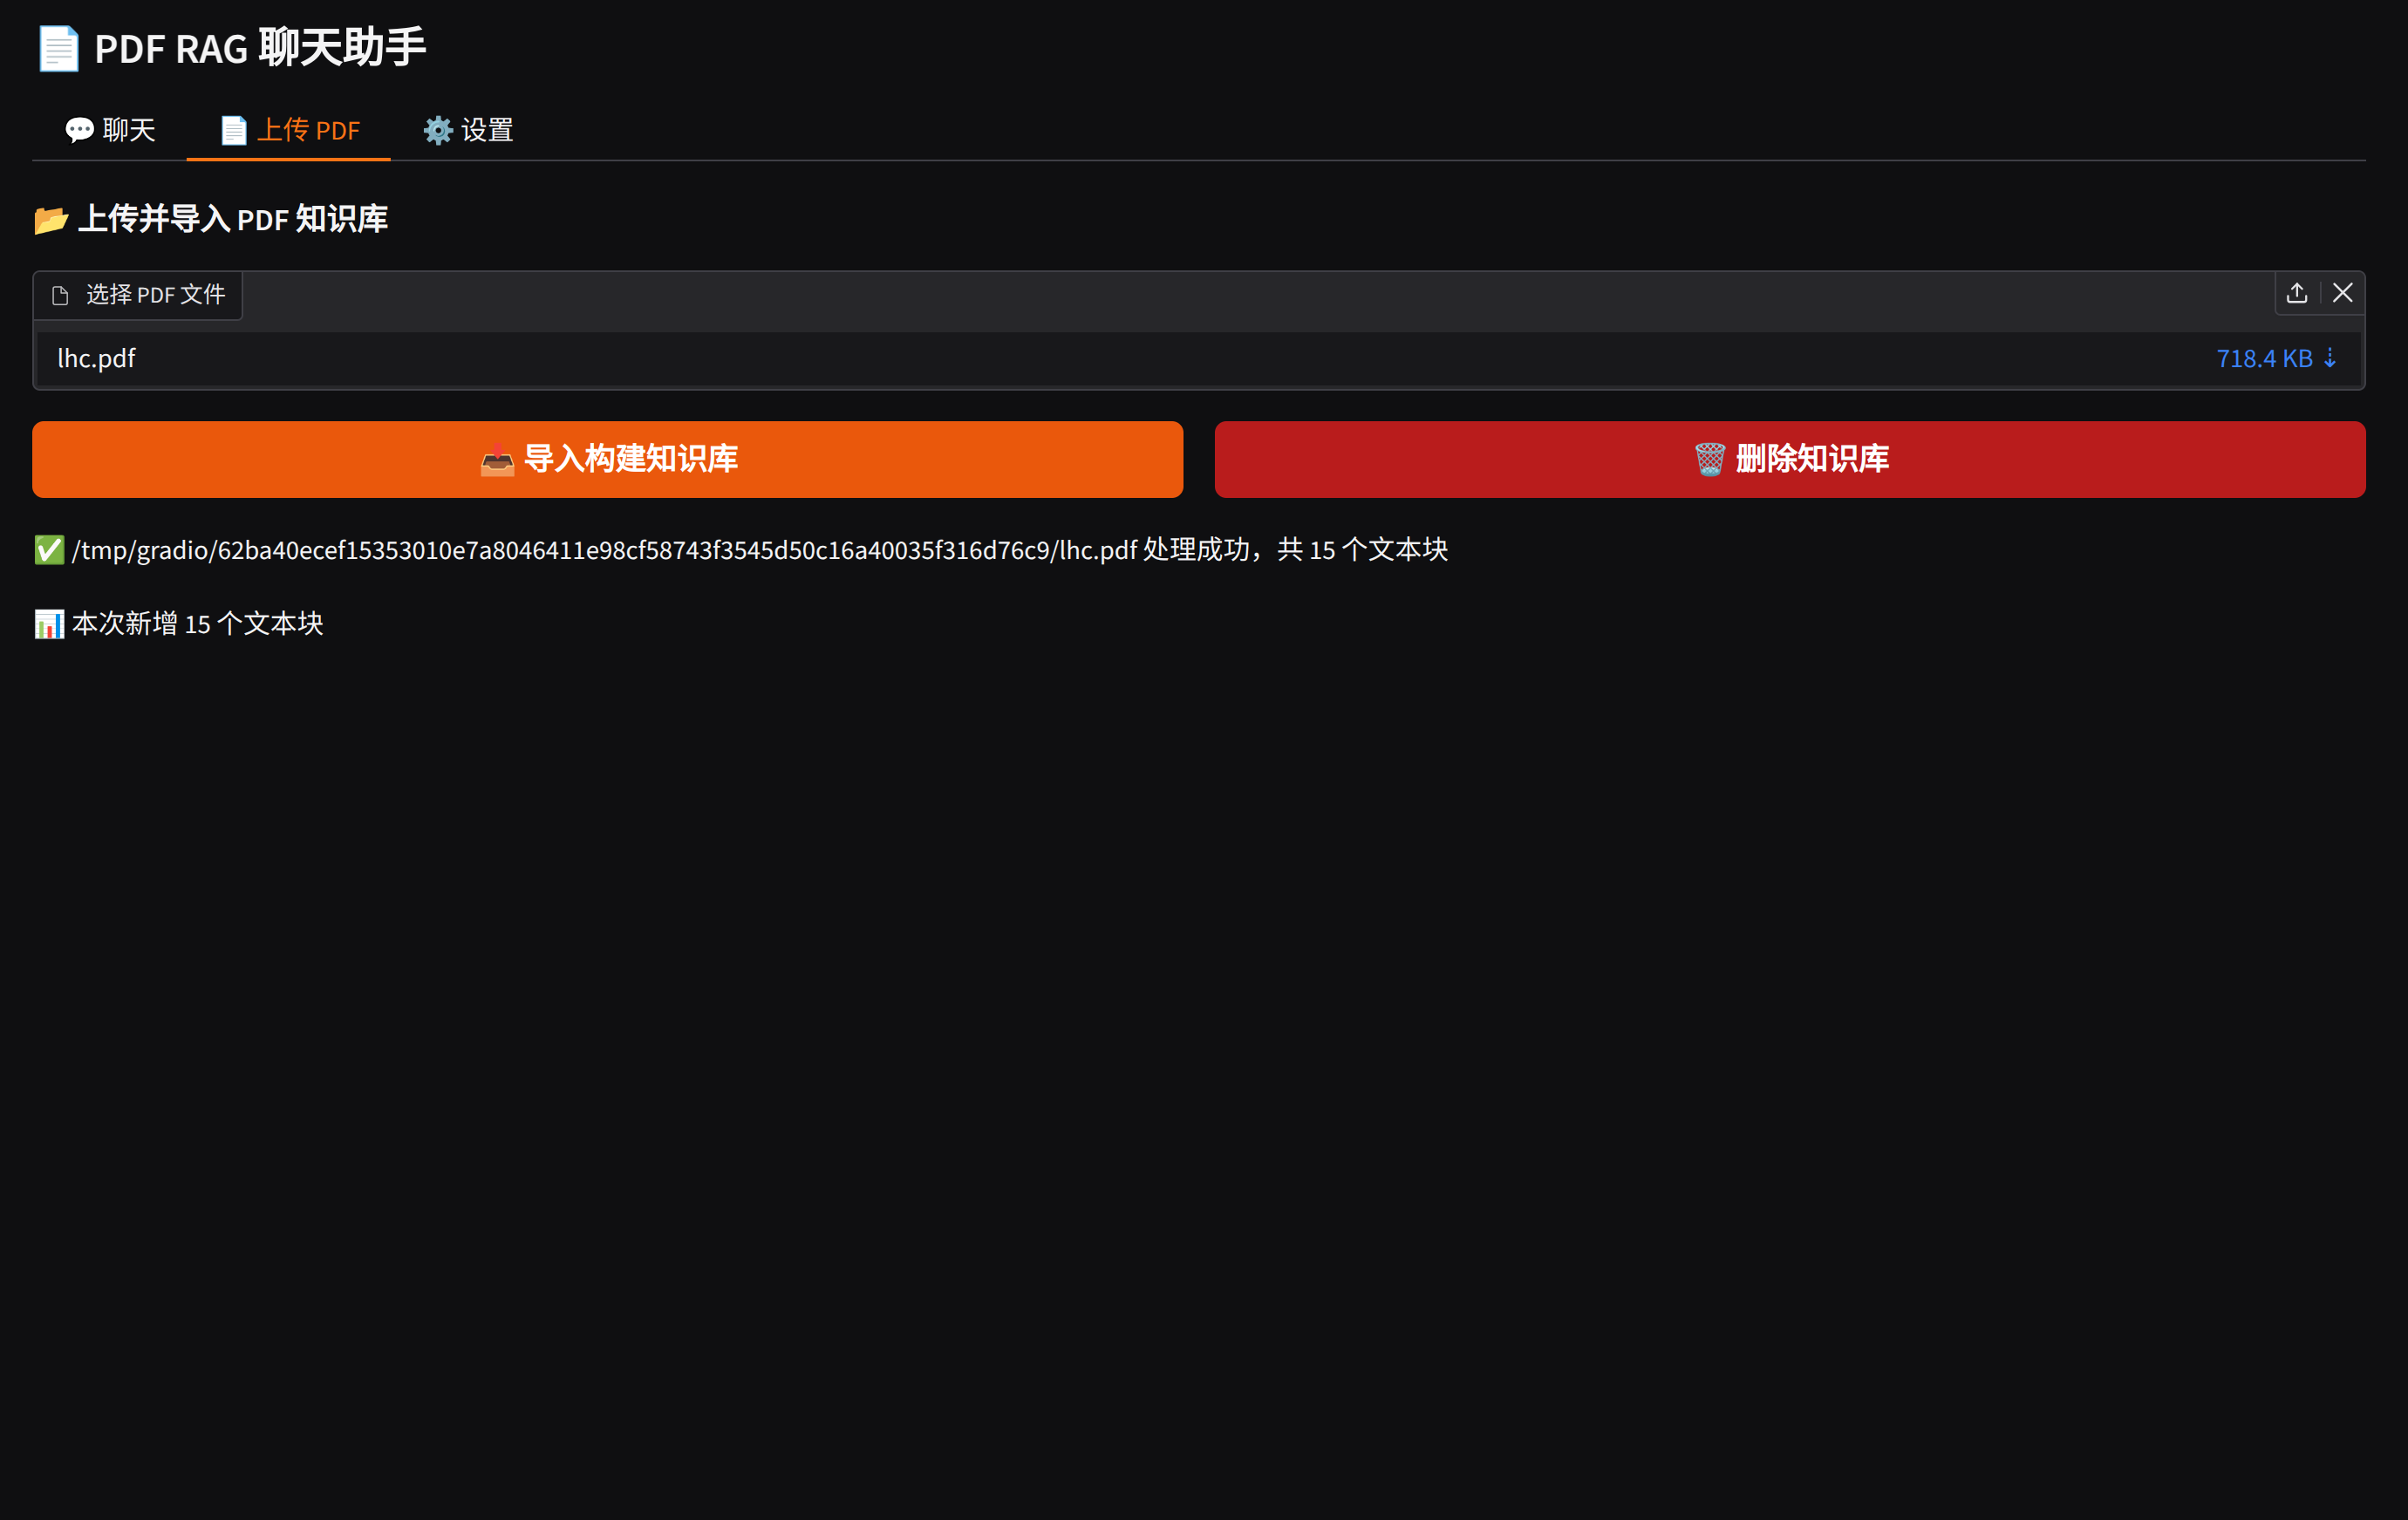 📄 PDF RAG 聊天助手
💬 聊天 📄 上传 PDF ⚙️ 设置
📂 上传并导入 PDF 知识库
选择 PDF 文件
lhc.pdf 718.4 KB ⇣
📥 导入构建知识库 🗑️ 删除知识库
✅ /tmp/gradio/62ba40ecef15353010e7a8046411e98cf58743f3545d50c16a40035f316d76c9/lhc.pdf 处理成功，共 15 个文本块
📊 本次新增 15 个文本块